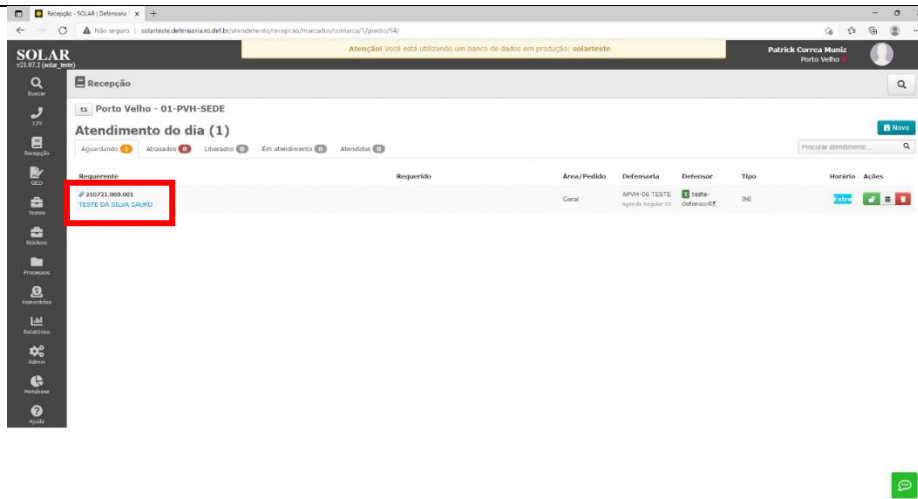 Recepção - SOLAR | Defensoria
Não seguro | solarteste.defensoria.ro.def.br/atendimento/recepcao/marcados/comarca/1/predio/54/
SOLAR
v21.07.2 (solar_teste)
Atenção! Você está utilizando um banco de dados em produção: solarteste
Patrick Correa Muniz
Porto Velho
Buscar
129
Recepção
GED
Textos
Núcleos
Processos
Honorários
Relatórios
Admin
Metabase
Ajuda
Recepção
Porto Velho - 01-PVH-SEDE
Atendimento do dia (1)
Novo
Aguardando 1 Atrasados 0 Liberados 0 Em atendimento 0 Atendidos 0
Procurar atendimento...
Requerente Requerido Área/Pedido Defensoria Defensor Tipo Horário Ações
210721.000.001
TESTE DA SILVA SAURO
Geral
APVH-06 TESTE
T teste-defensor05
INI
Extra